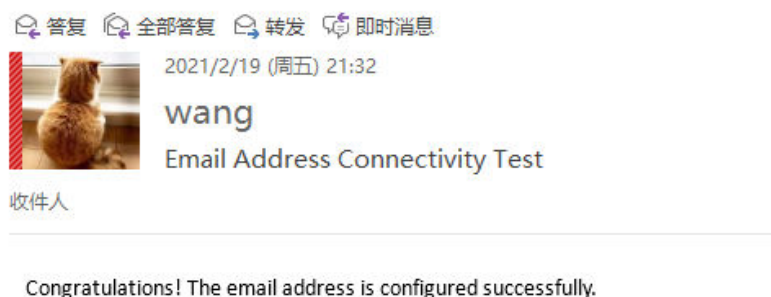 答复 全部答复 转发 即时消息
2021/2/19 (周五) 21:32
wang
Email Address Connectivity Test
收件人
Congratulations! The email address is configured successfully.